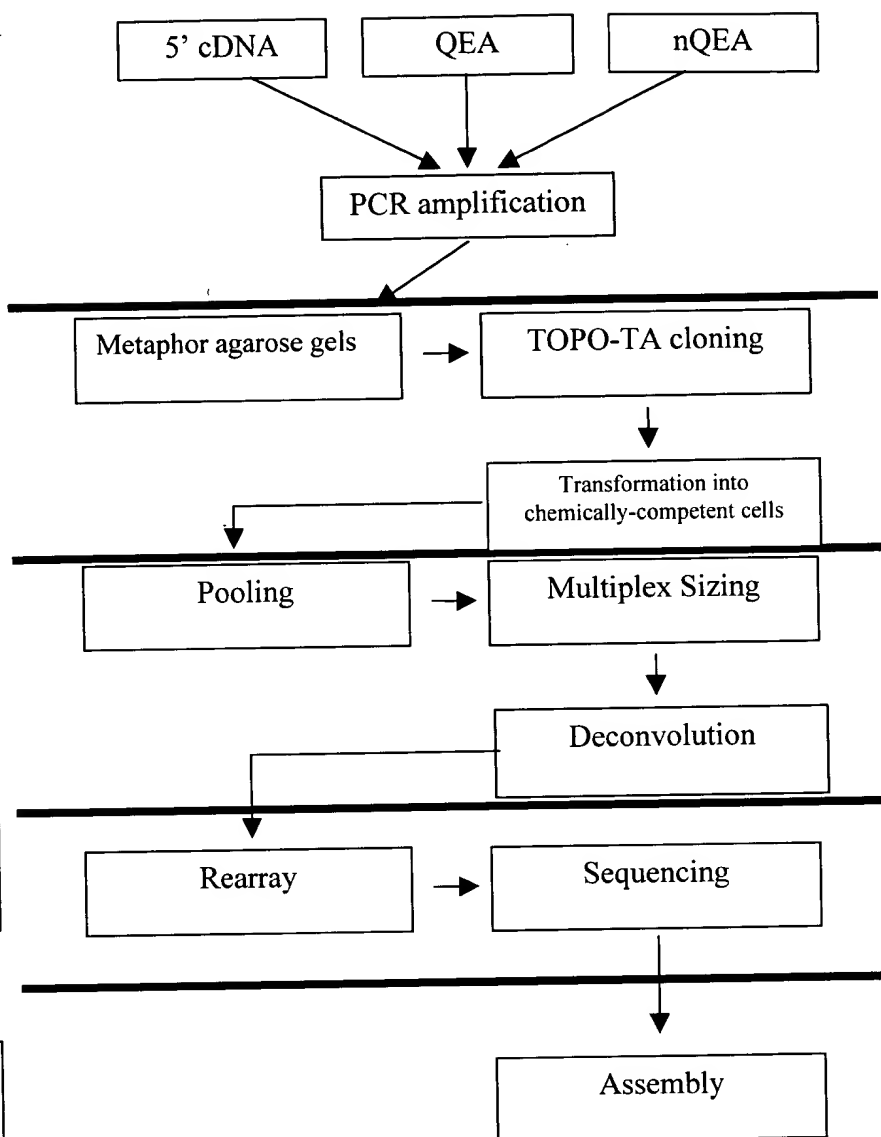 5' cDNA
QEA
nQEA
PCR amplification
Metaphor agarose gels
TOPO-TA cloning
Transformation into
chemically-competent cells
Pooling
Multiplex Sizing
Deconvolution
Rearray
Sequencing
Assembly